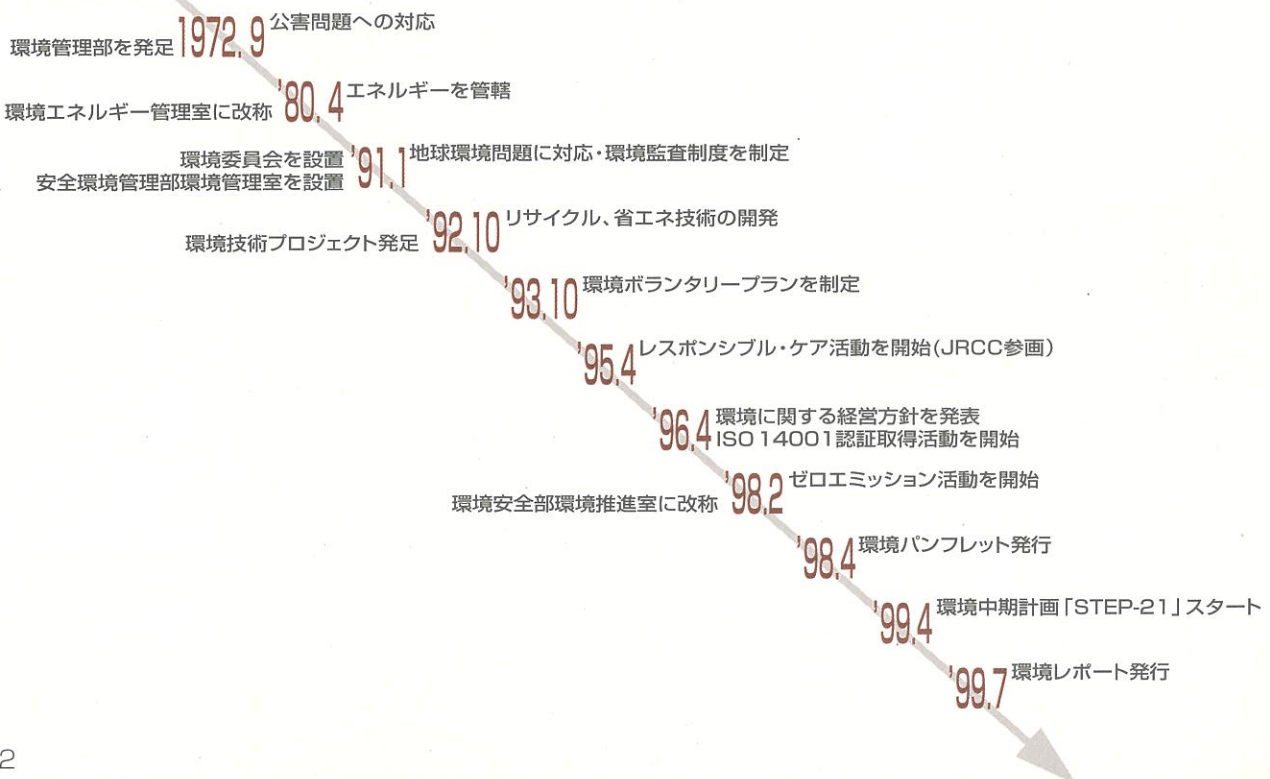 公害問題への対応
環境管理部を発足 1972.9
エネルギーを管轄
環境エネルギー管理室に改称 '80.4
環境委員会を設置 '91.1 地球環境問題に対応・環境監査制度を制定
安全環境管理部環境管理室を設置
リサイクル、省エネ技術の開発
環境技術プロジェクト発足 '92.10
'93.10 環境ボランタリープランを制定
'95.4 レスポンシブル・ケア活動を開始(JRCC参画)
'96.4 環境に関する経営方針を発表
ISO 14001認証取得活動を開始
ゼロエミッション活動を開始
環境安全部環境推進室に改称 '98.2
'98.4 環境パンフレット発行
'99.4 環境中期計画「STEP-21」スタート
'99.7 環境レポート発行
2